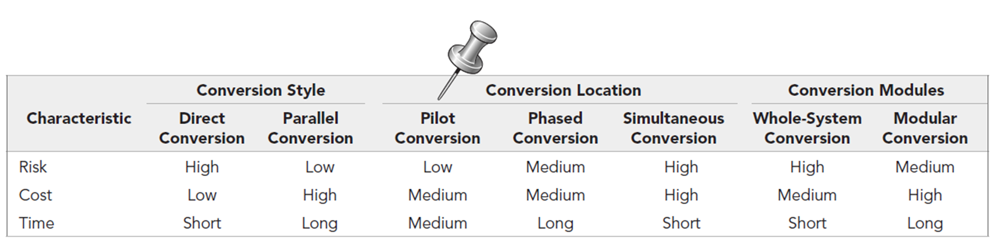 Conversion Style Conversion Location Conversion Modules
Characteristic Direct Parallel Pilot Phased Simultaneous Whole-System Modular
Conversion Conversion Conversion Conversion Conversion Conversion Conversion
Risk High Low Low Medium High High Medium
Cost Low High Medium Medium High Medium High
Time Short Long Medium Long Short Short Long